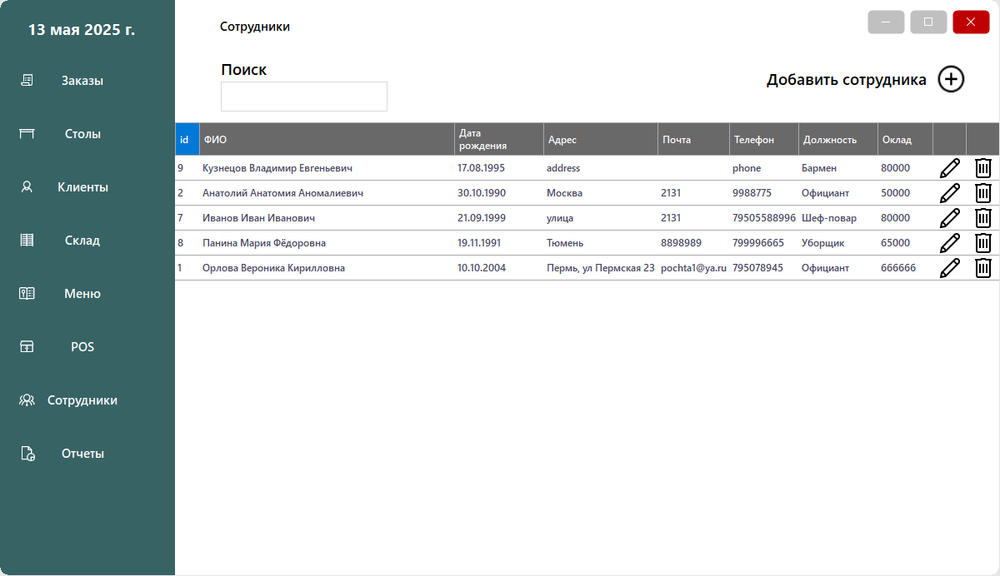 13 мая 2025 г.
Заказы
Столы
Клиенты
Склад
Меню
POS
Сотрудники
Отчеты
Сотрудники
Поиск
Добавить сотрудника
id ФИО Дата рождения Адрес Почта Телефон Должность Оклад
9 Кузнецов Владимир Евгеньевич 17.08.1995 address phone Бармен 80000
2 Анатолий Анатомия Аномалиевич 30.10.1990 Москва 2131 9988775 Официант 50000
7 Иванов Иван Иванович 21.09.1999 улица 2131 79505588996 Шеф-повар 80000
8 Панина Мария Фёдоровна 19.11.1991 Тюмень 8898989 799996665 Уборщик 65000
1 Орлова Вероника Кирилловна 10.10.2004 Пермь, ул Пермская 23 pochta1@ya.ru 795078945 Официант 666666